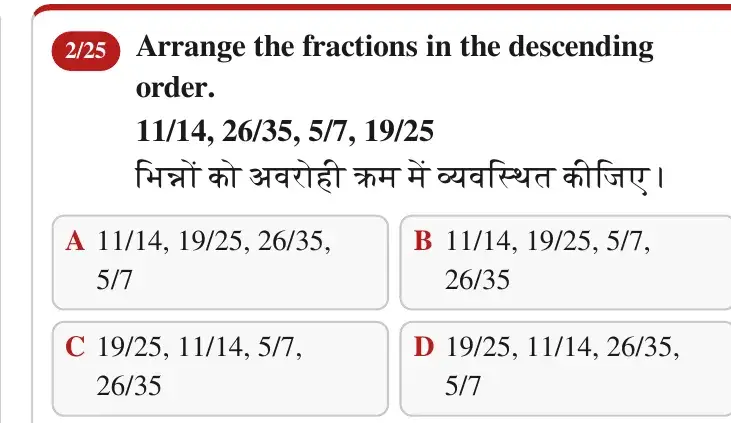 2/25 Arrange the fractions in the descending
order.
11/14, 26/35, 5/7, 19/25
भिन्नों को अवरोही क्रम में व्यवस्थित कीजिए।
A 11/14, 19/25, 26/35,
5/7
B 11/14, 19/25, 5/7,
26/35
C 19/25, 11/14, 5/7,
26/35
D 19/25, 11/14, 26/35,
5/7